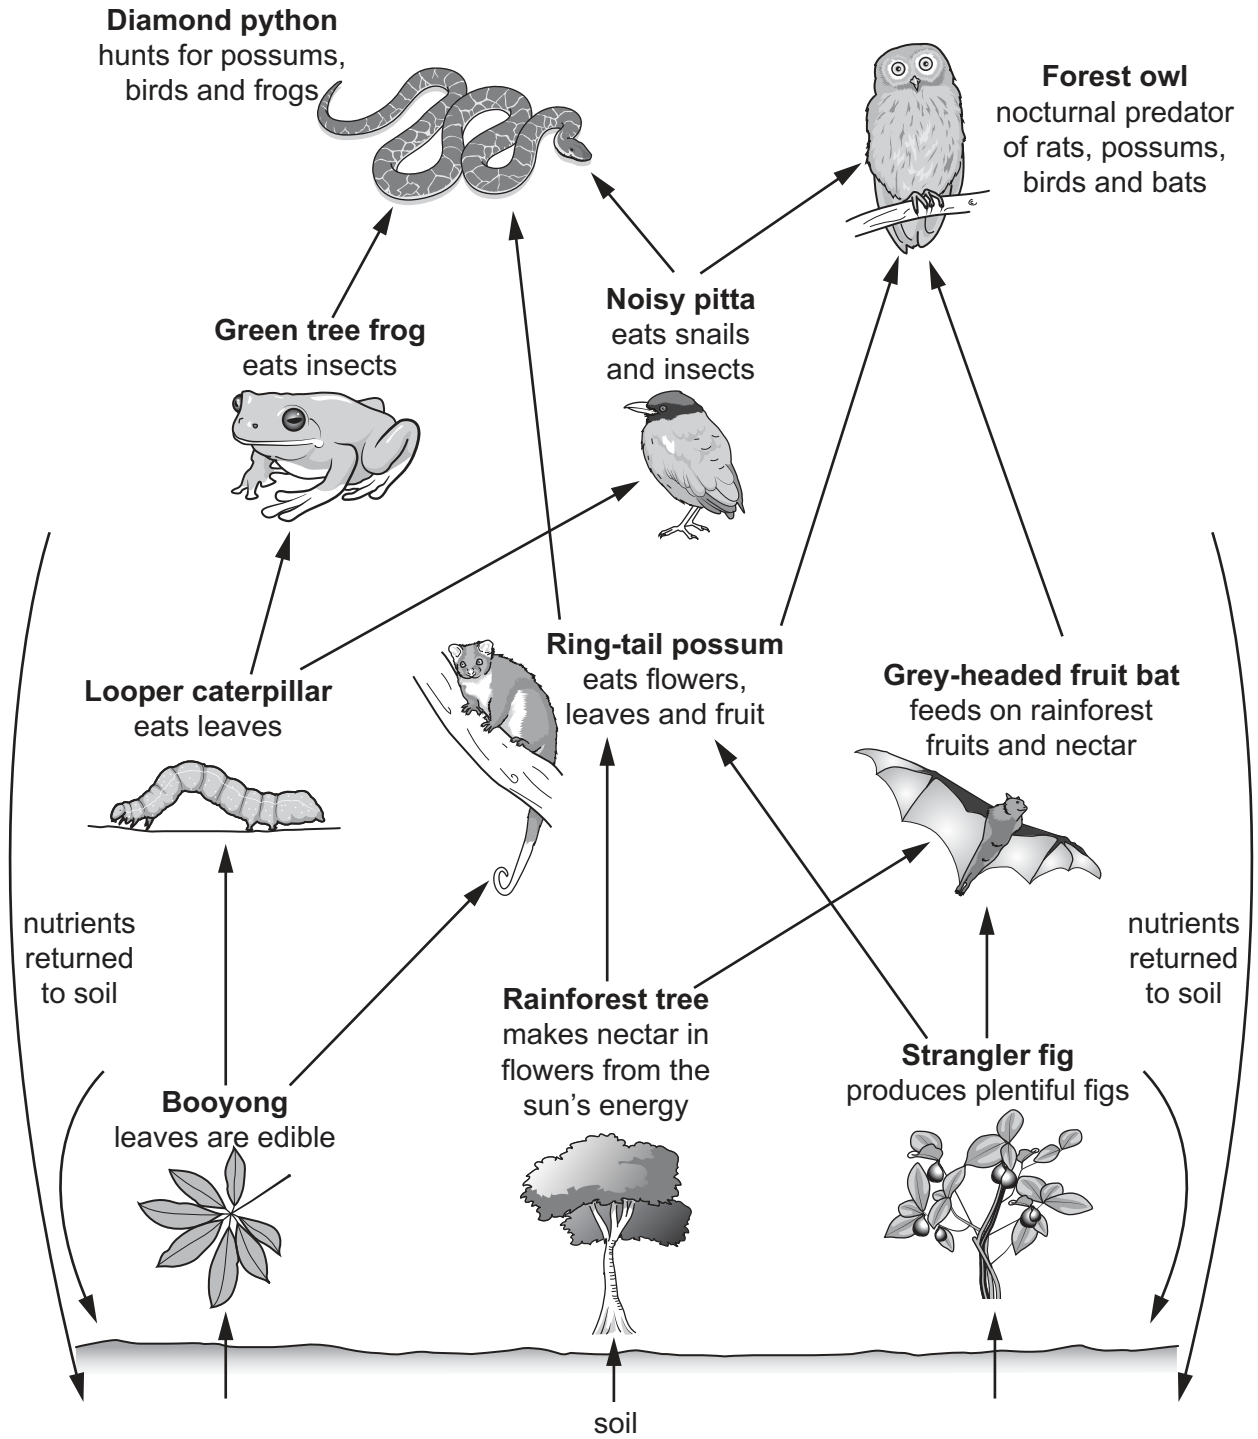 Diamond python
hunts for possums,
birds and frogs
Forest owl
nocturnal predator
of rats, possums,
birds and bats
Green tree frog
eats insects
Noisy pitta
eats snails
and insects
Looper caterpillar
eats leaves
Ring-tail possum
eats flowers,
leaves and fruit
Grey-headed fruit bat
feeds on rainforest
fruits and nectar
nutrients
returned
to soil
nutrients
returned
to soil
Booyong
leaves are edible
Rainforest tree
makes nectar in
flowers from the
sun’s energy
Strangler fig
produces plentiful figs
soil